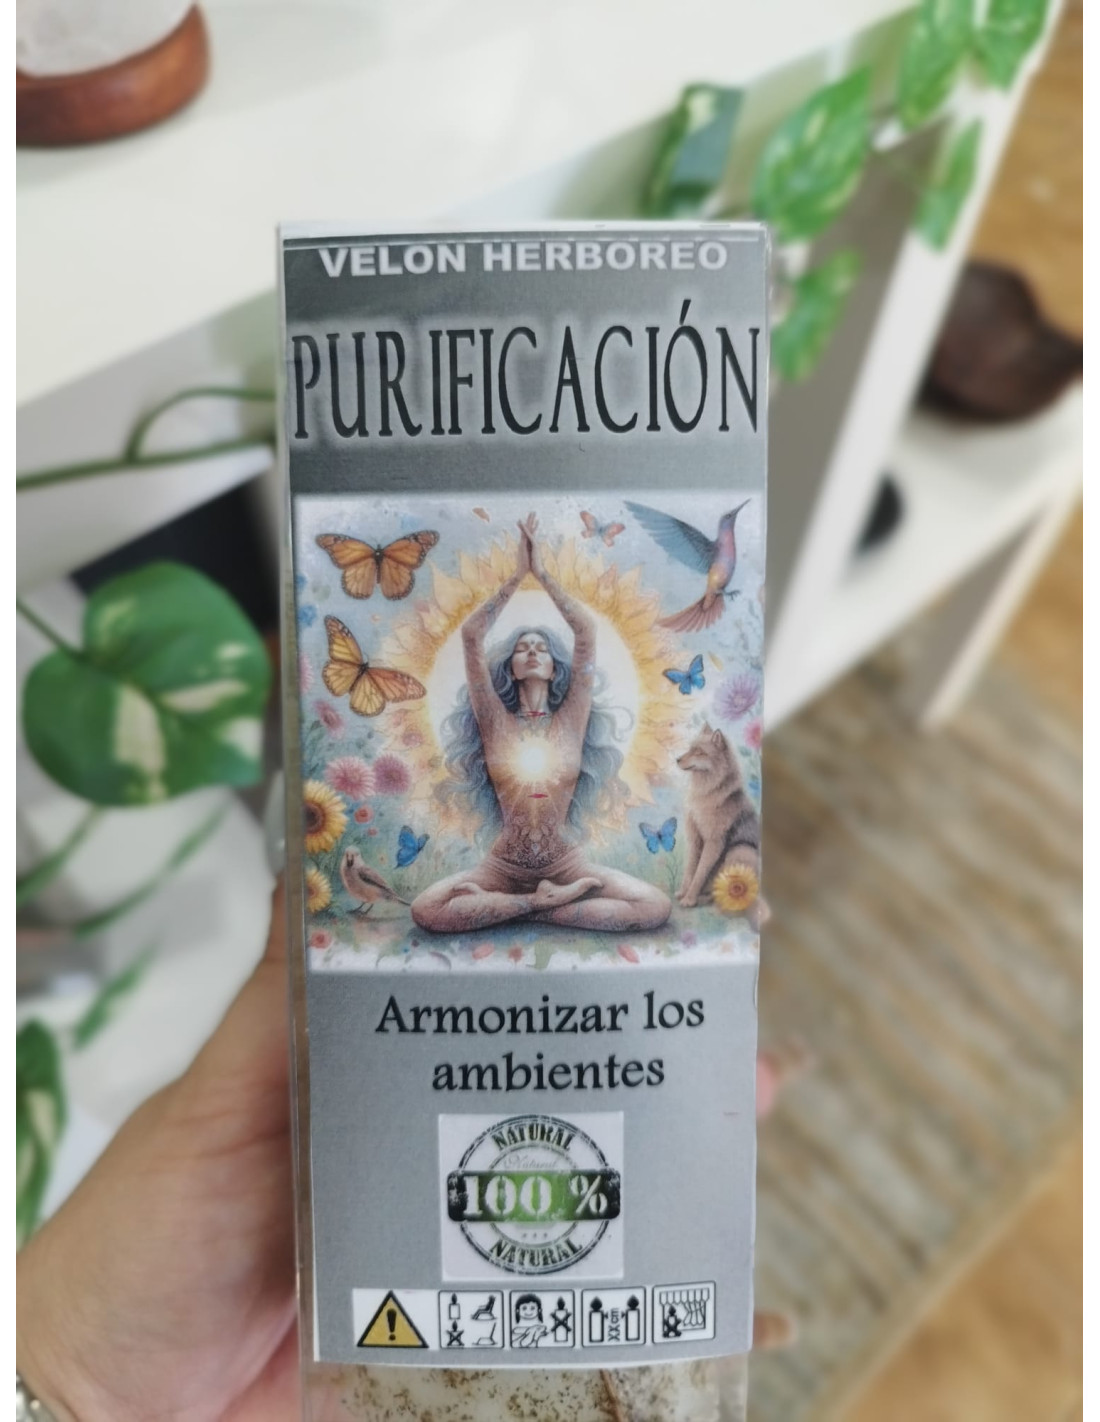 VELON HERBOREO
PURIFICACIÓN
Armonizar los
ambientes
NATURAL
Natural
100 %
NATURAL